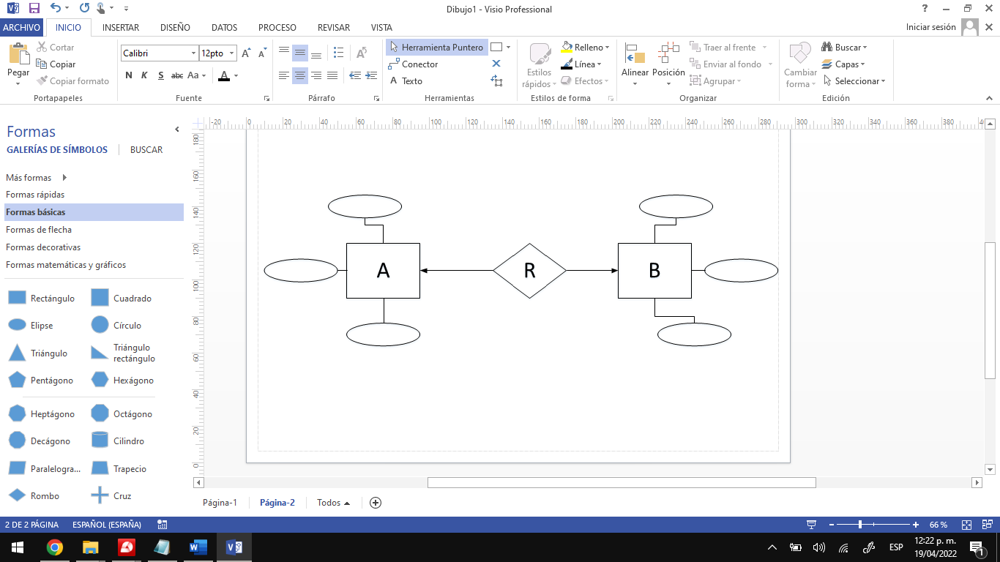 Dibujo1 - Visio Professional
ARCHIVO INICIO INSERTAR DISEÑO DATOS PROCESO REVISAR VISTA Iniciar sesión
Pegar
Cortar
Copiar
Copiar formato
Portapapeles
Calibri 12pto
N K S abc Aa A
Fuente
Párrafo
Herramienta Puntero
Conector
A Texto
Herramientas
Estilos rápidos
Relleno
Línea
Efectos
Estilos de forma
Alinear Posición
Traer al frente
Enviar al fondo
Agrupar
Organizar
Cambiar forma
Buscar
Capas
Seleccionar
Edición
-20 0 20 40 60 80 100 120 140 160 180 200 220 240 260 280 300 320 340 360 380
180
160
140
120
100
80
60
40
20
0
Formas
GALERÍAS DE SÍMBOLOS BUSCAR
Más formas
Formas rápidas
Formas básicas
Formas de flecha
Formas decorativas
Formas matemáticas y gráficos
Rectángulo Cuadrado
Elipse Círculo
Triángulo Triángulo rectángulo
Pentágono Hexágono
Heptágono Octágono
Decágono Cilindro
Paralelogra... Trapecio
Rombo Cruz
A R B
Página-1 Página-2 Todos
2 DE 2 PÁGINA ESPAÑOL (ESPAÑA) 66 %
ESP
12:22 p. m.
19/04/2022
1